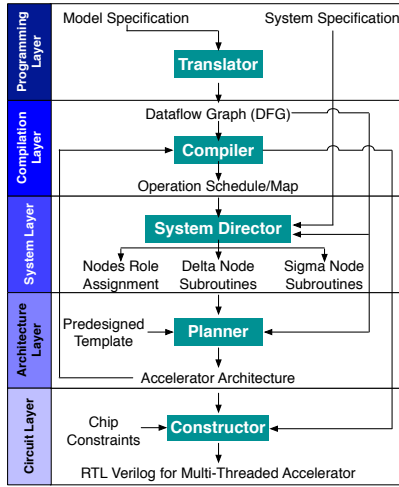 Model Specification
System Specification
Programming
Layer
Translator
Dataflow Graph (DFG)
Compilation
Layer
Compiler
Operation Schedule/Map
System Layer
System Director
Nodes Role
Assignment
Delta Node
Subroutines
Sigma Node
Subroutines
Architecture
Layer
Predesigned
Template
Planner
Accelerator Architecture
Circuit Layer
Chip
Constraints
Constructor
RTL Verilog for Multi-Threaded Accelerator